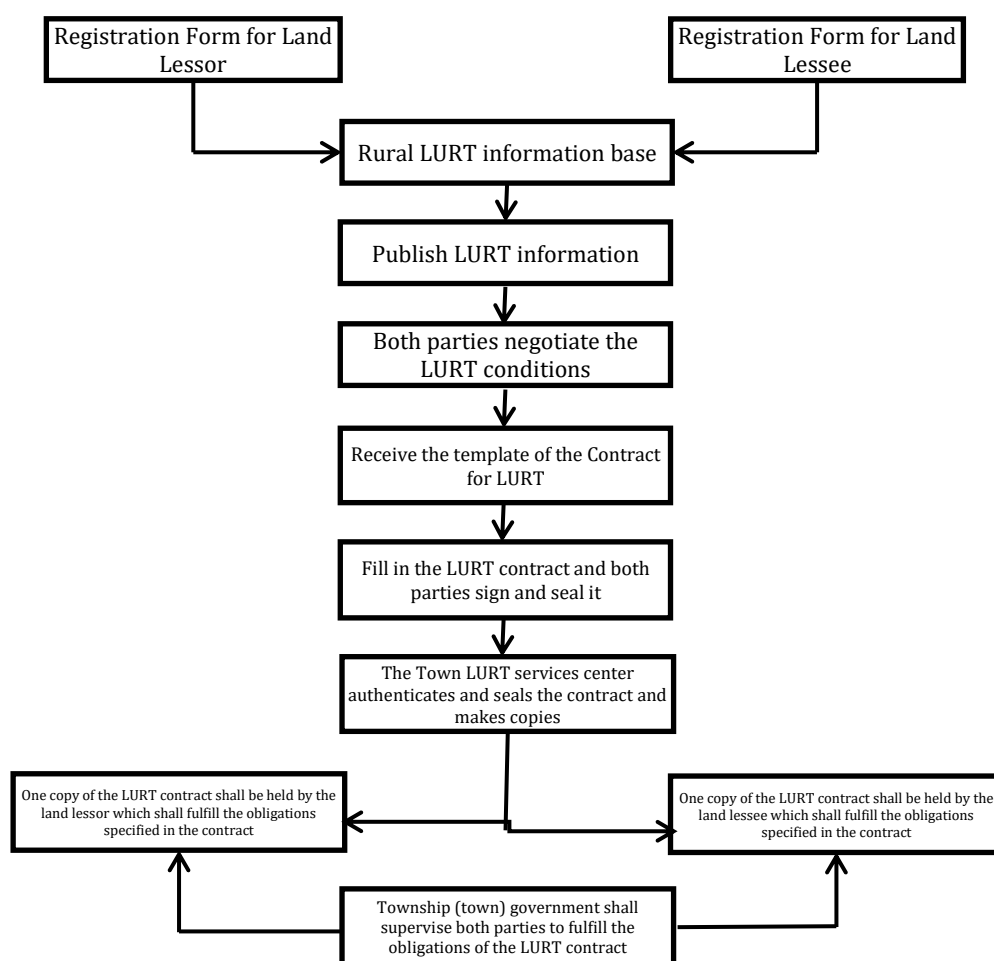 Registration Form for Land
Lessor
Registration Form for Land
Lessee
Rural LURT information base
Publish LURT information
Both parties negotiate the
LURT conditions
Receive the template of the Contract
for LURT
Fill in the LURT contract and both
parties sign and seal it
The Town LURT services center
authenticates and seals the contract and
makes copies
One copy of the LURT contract shall be held by the
land lessor which shall fulfill the obligations
specified in the contract
One copy of the LURT contract shall be held by the
land lessee which shall fulfill the obligations
specified in the contract
Township (town) government shall
supervise both parties to fulfill the
obligations of the LURT contract